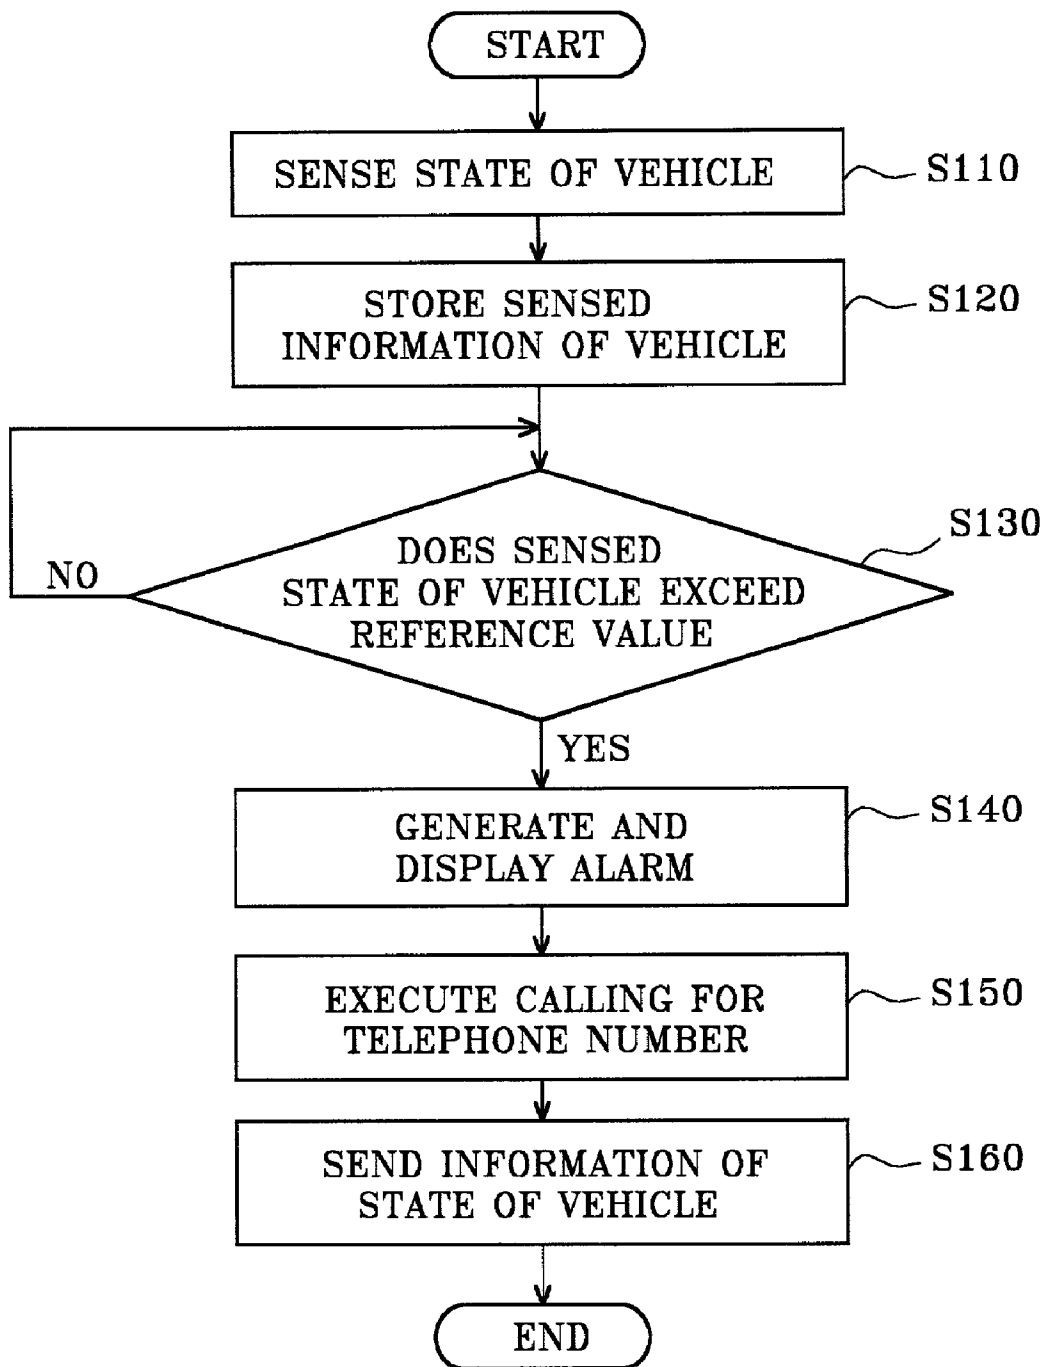 START
SENSE STATE OF VEHICLE
S110
STORE SENSED
INFORMATION OF VEHICLE
S120
DOES SENSED
STATE OF VEHICLE EXCEED
REFERENCE VALUE
S130
NO
YES
GENERATE AND
DISPLAY ALARM
S140
EXECUTE CALLING FOR
TELEPHONE NUMBER
S150
SEND INFORMATION OF
STATE OF VEHICLE
S160
END